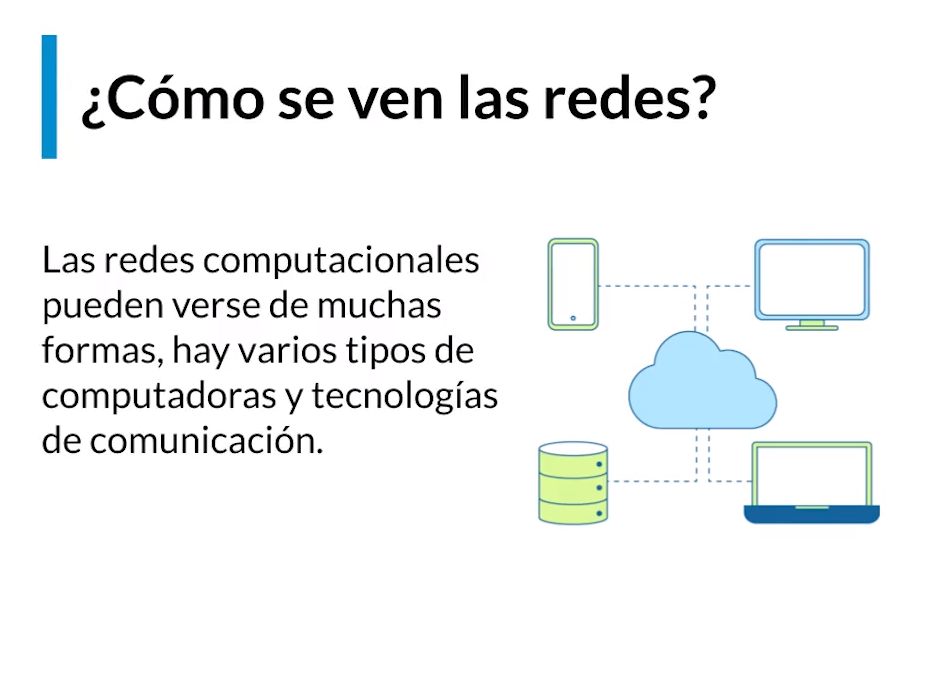 ¿Cómo se ven las redes?
Las redes computacionales
pueden verse de muchas
formas, hay varios tipos de
computadoras y tecnologías
de comunicación.